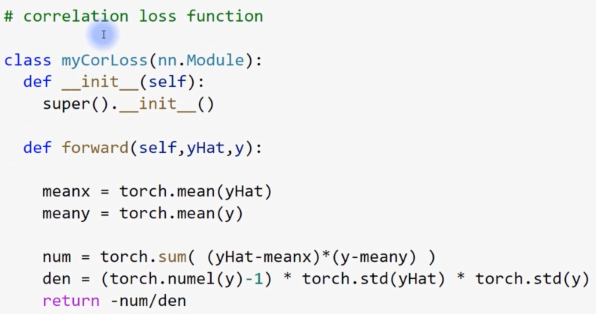 # correlation loss function
class myCorLoss(nn.Module):
  def __init__(self):
    super().__init__()
  def forward(self,yHat,y):
    meanx = torch.mean(yHat)
    meany = torch.mean(y)
    num = torch.sum( (yHat-meanx)*(y-meany) )
    den = (torch.numel(y)-1) * torch.std(yHat) * torch.std(y)
    return -num/den